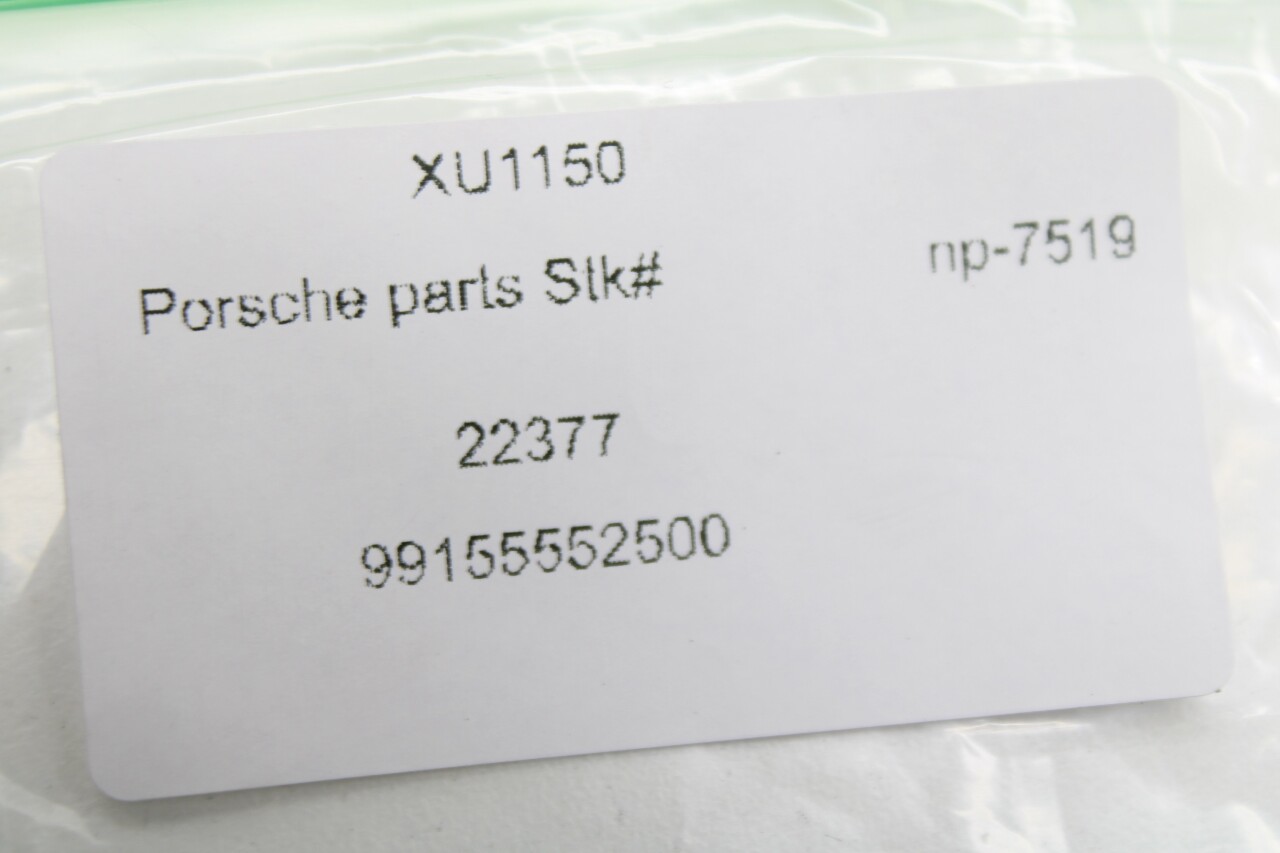 XU1150
np-7519
Porsche parts Stk#
22377
99155552500